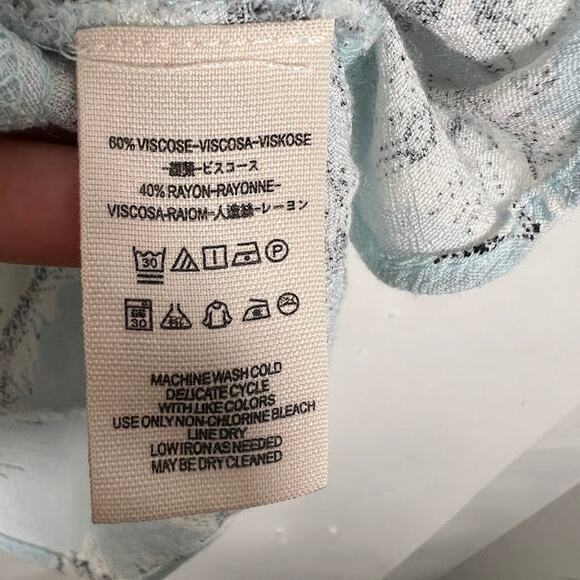 60% VISCOSE-VISCOSA-VISKOSE
ビスコース
40% RAYON-RAYONNE-
VISCOSA-RAIOM-人造絲-レーヨン
30
P
30
MACHINE WASH COLD
DELICATE CYCLE
WITH LIKE COLORS
USE ONLY NON-CHLORINE BLEACH
LINE DRY
LOW IRON AS NEEDED
MAY BE DRY CLEANED